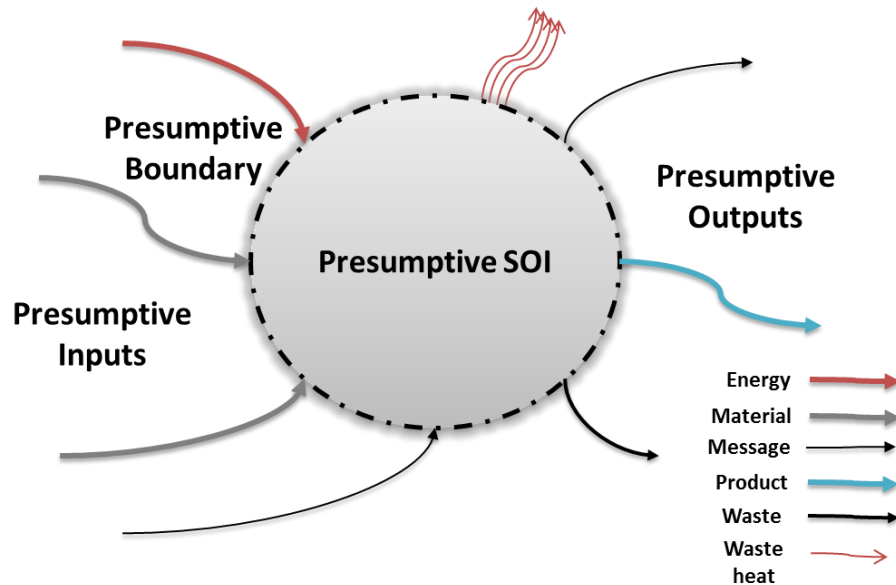 Presumptive
Boundary
Presumptive
Outputs
Presumptive SOI
Presumptive
Inputs
Energy
Material
Message
Product
Waste
Waste
heat